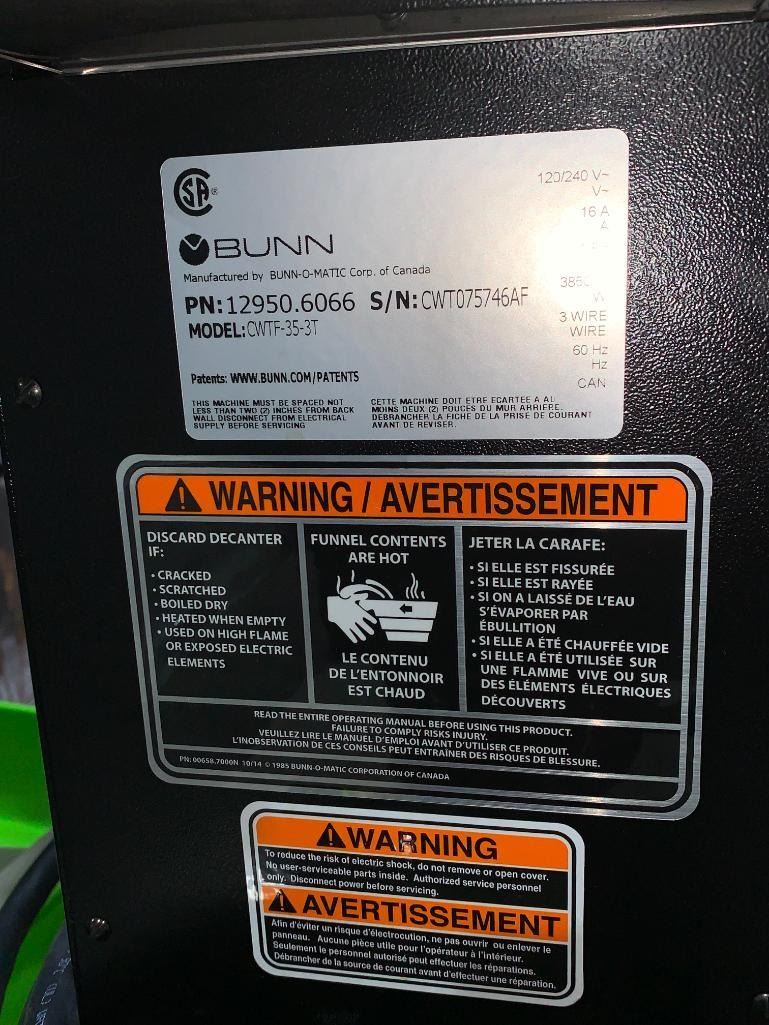 CSA®
120/240 V~
V~
16 A
A
BUNN
Manufactured by BUNN-O-MATIC Corp. of Canada
W
PN: 12950.6066 S/N: CWT075746AF
MODEL: CWTF-35-3T
3 WIRE
WIRE
60 Hz
Hz
CAN
Patents: WWW.BUNN.COM/PATENTS
THIS MACHINE MUST BE SPACED NOT
LESS THAN TWO (2) INCHES FROM BACK
WALL DISCONNECT FROM ELECTRICAL
SUPPLY BEFORE SERVICING
CETTE MACHINE DOIT ETRE ECARTEE A AU
MOINS DEUX (2) POUCES DU MUR ARRIERE.
DEBRANCHER LA FICHE DE LA PRISE DE COURANT
AVANT DE REVISER.
WARNING / AVERTISSEMENT
DISCARD DECANTER
IF:
• CRACKED
• SCRATCHED
• BOILED DRY
• HEATED WHEN EMPTY
• USED ON HIGH FLAME
OR EXPOSED ELECTRIC
ELEMENTS
FUNNEL CONTENTS
ARE HOT
LE CONTENU
DE L'ENTONNOIR
EST CHAUD
JETER LA CARAFE:
• SI ELLE EST FISSURÉE
• SI ELLE EST RAYÉE
• SI ON A LAISSÉ DE L'EAU
S'ÉVAPORER PAR
ÉBULLITION
• SI ELLE A ÉTÉ CHAUFFÉE VIDE
• SI ELLE A ÉTÉ UTILISÉE SUR
UNE FLAMME VIVE OU SUR
DES ÉLÉMENTS ÉLECTRIQUES
DÉCOUVERTS
READ THE ENTIRE OPERATING MANUAL BEFORE USING THIS PRODUCT.
FAILURE TO COMPLY RISKS INJURY.
VEUILLEZ LIRE LE MANUEL D'EMPLOI AVANT D'UTILISER CE PRODUIT.
L'INOBSERVATION DE CES CONSEILS PEUT ENTRAÎNER DES RISQUES DE BLESSURE.
PN: 00658.7000N 10/14 © 1985 BUNN-O-MATIC CORPORATION OF CANADA
WARNING
To reduce the risk of electric shock, do not remove or open cover.
No user-serviceable parts inside. Authorized service personnel
only. Disconnect power before servicing.
AVERTISSEMENT
Afin d'éviter un risque d'électrocution, ne pas ouvrir ou enlever le
panneau. Aucune pièce utile pour l'opérateur à l'intérieur.
Seulement le personnel autorisé peut effectuer les réparations.
Débrancher de la source de courant avant d'effectuer une réparation.